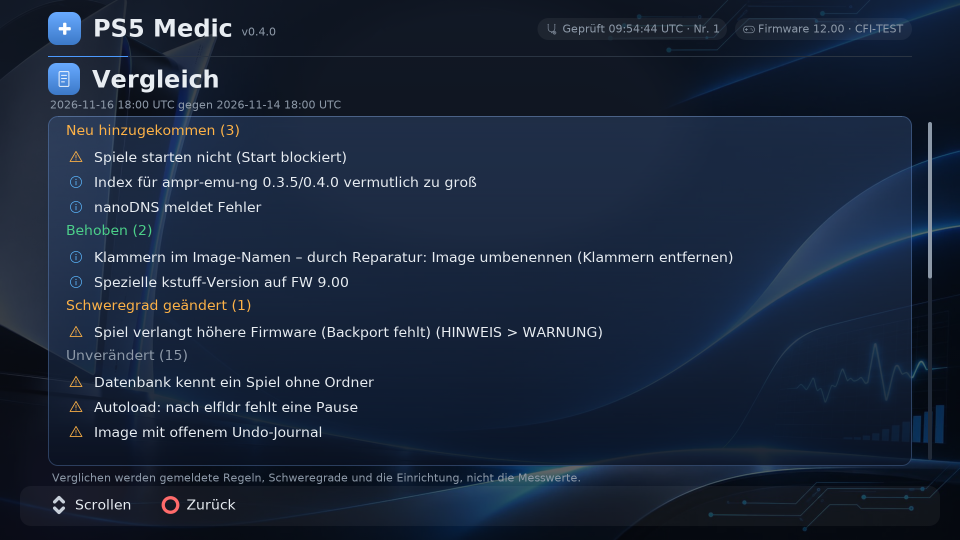 PS5 Medic v0.4.0
Geprüft 09:54:44 UTC · Nr. 1
Firmware 12.00 · CFI-TEST
Vergleich
2026-11-16 18:00 UTC gegen 2026-11-14 18:00 UTC
Neu hinzugekommen (3)
Spiele starten nicht (Start blockiert)
Index für ampr-emu-ng 0.3.5/0.4.0 vermutlich zu groß
nanoDNS meldet Fehler
Behoben (2)
Klammern im Image-Namen – durch Reparatur: Image umbenennen (Klammern entfernen)
Spezielle kstuff-Version auf FW 9.00
Schweregrad geändert (1)
Spiel verlangt höhere Firmware (Backport fehlt) (HINWEIS > WARNUNG)
Unverändert (15)
Datenbank kennt ein Spiel ohne Ordner
Autoload: nach elfldr fehlt eine Pause
Image mit offenem Undo-Journal
Verglichen werden gemeldete Regeln, Schweregrade und die Einrichtung, nicht die Messwerte.
Scrollen
Zurück